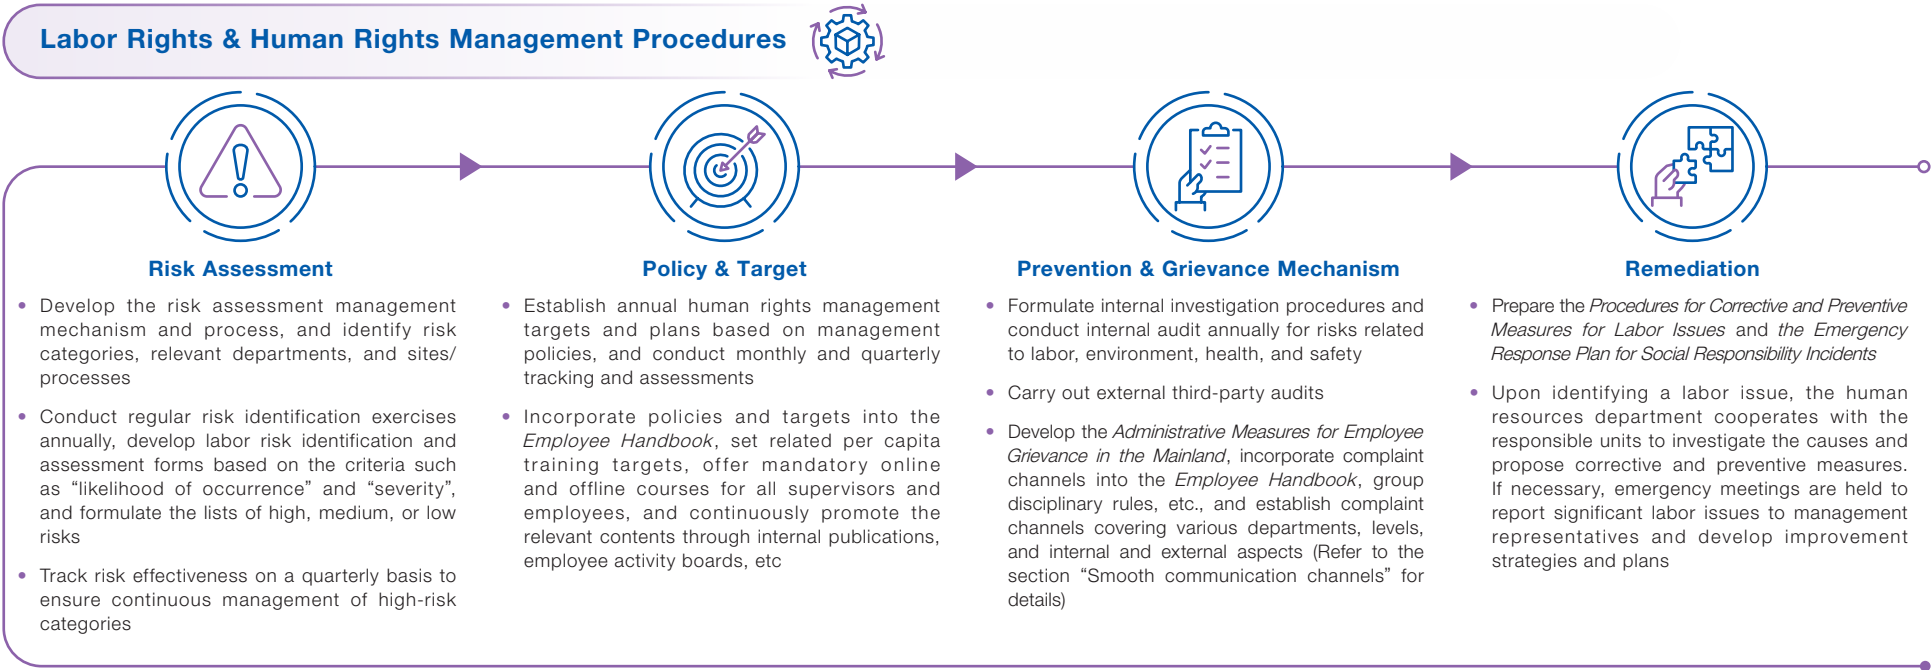 Labor Rights & Human Rights Management Procedures
Risk Assessment
• Develop the risk assessment management
mechanism and process, and identify risk
categories, relevant departments, and sites/
processes
• Conduct regular risk identification exercises
annually, develop labor risk identification and
assessment forms based on the criteria such
as “likelihood of occurrence” and “severity”,
and formulate the lists of high, medium, or low
risks
• Track risk effectiveness on a quarterly basis to
ensure continuous management of high-risk
categories
Policy & Target
• Establish annual human rights management
targets and plans based on management
policies, and conduct monthly and quarterly
tracking and assessments
• Incorporate policies and targets into the
Employee Handbook, set related per capita
training targets, offer mandatory online
and offline courses for all supervisors and
employees, and continuously promote the
relevant contents through internal publications,
employee activity boards, etc
Prevention & Grievance Mechanism
• Formulate internal investigation procedures and
conduct internal audit annually for risks related
to labor, environment, health, and safety
• Carry out external third-party audits
• Develop the Administrative Measures for Employee
Grievance in the Mainland, incorporate complaint
channels into the Employee Handbook, group
disciplinary rules, etc., and establish complaint
channels covering various departments, levels,
and internal and external aspects (Refer to the
section “Smooth communication channels” for
details)
Remediation
• Prepare the Procedures for Corrective and Preventive
Measures for Labor Issues and the Emergency
Response Plan for Social Responsibility Incidents
• Upon identifying a labor issue, the human
resources department cooperates with the
responsible units to investigate the causes and
propose corrective and preventive measures.
If necessary, emergency meetings are held to
report significant labor issues to management
representatives and develop improvement
strategies and plans